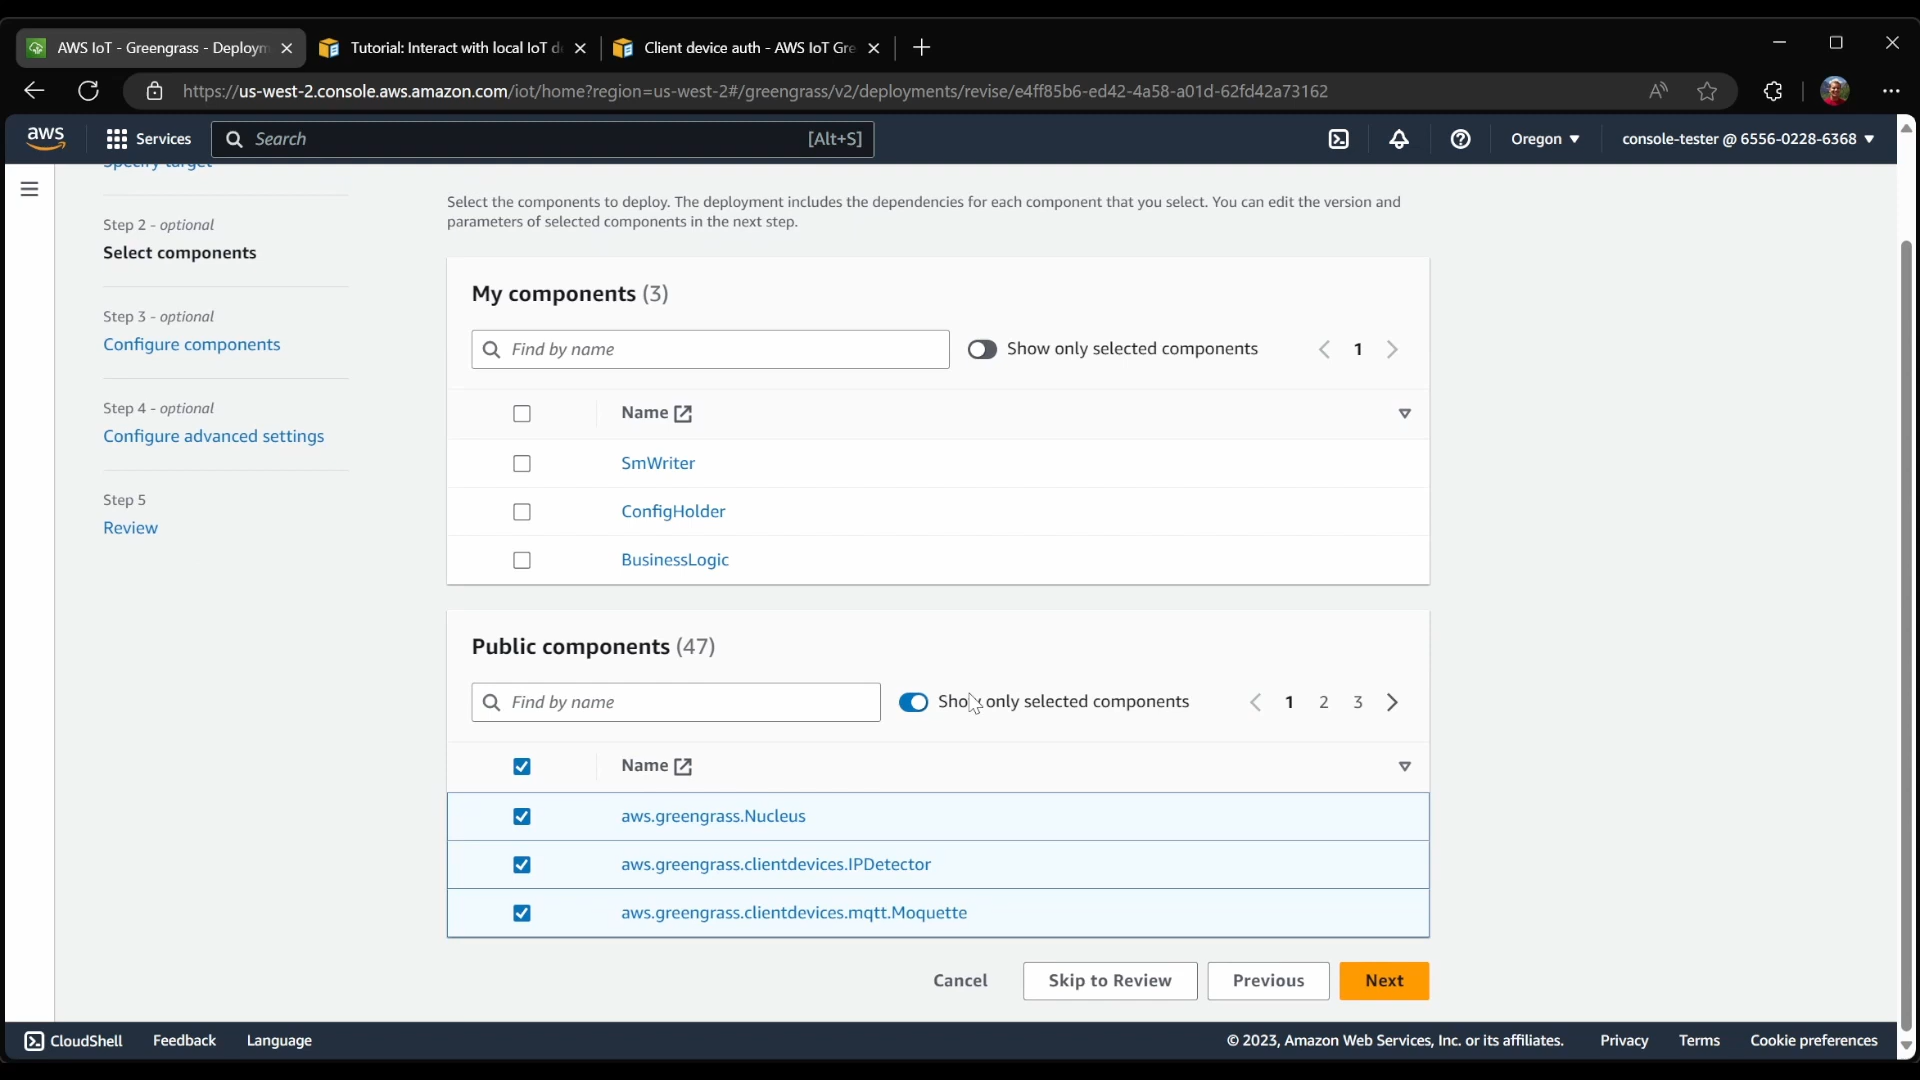 AWS IoT - Greengrass - Deploym
Tutorial: Interact with local IoT d
Client device auth - AWS IoT Gre
https://us-west-2.console.aws.amazon.com/iot/home?region=us-west-2#/greengrass/v2/deployments/revise/e4ff85b6-ed42-4a58-a01d-62fd42a73162
aws
Services
Search
[Alt+S]
Oregon
console-tester @ 6556-0228-6368
Specify target
Step 2 - optional
Select components
Step 3 - optional
Configure components
Step 4 - optional
Configure advanced settings
Step 5
Review
Select the components to deploy. The deployment includes the dependencies for each component that you select. You can edit the version and
parameters of selected components in the next step.
My components (3)
Find by name
Show only selected components
1
Name
SmWriter
ConfigHolder
BusinessLogic
Public components (47)
Find by name
Show only selected components
1 2 3
Name
aws.greengrass.Nucleus
aws.greengrass.clientdevices.IPDetector
aws.greengrass.clientdevices.mqtt.Moquette
Cancel
Skip to Review
Previous
Next
CloudShell
Feedback
Language
© 2023, Amazon Web Services, Inc. or its affiliates.
Privacy
Terms
Cookie preferences